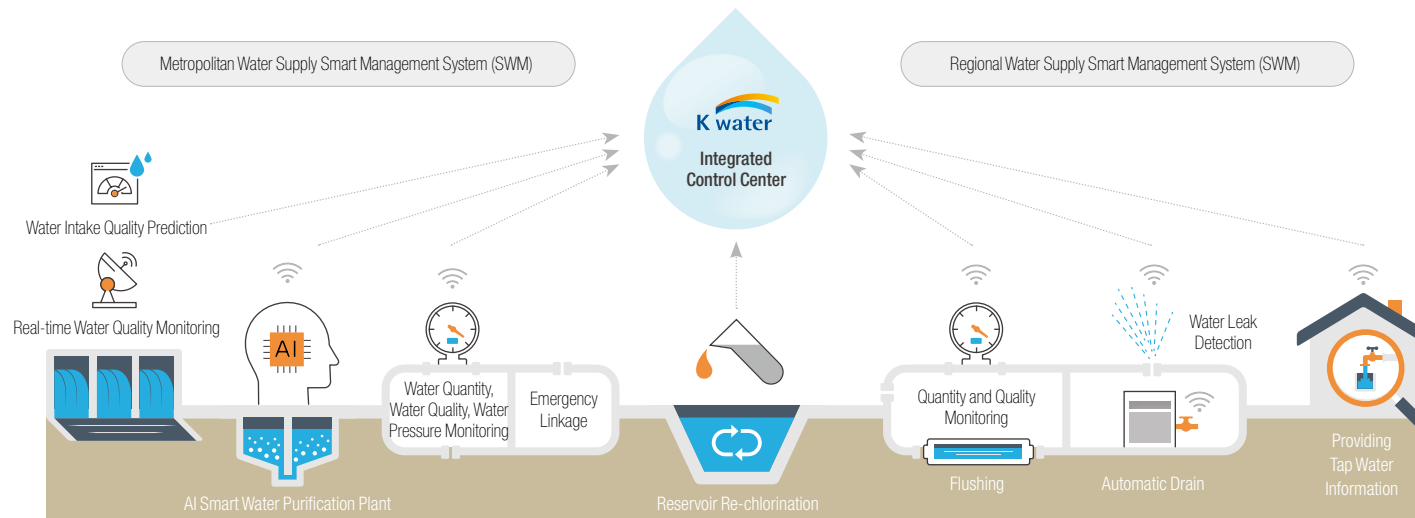 Metropolitan Water Supply Smart Management System (SWM)
Regional Water Supply Smart Management System (SWM)
K water
Integrated
Control Center
Water Intake Quality Prediction
Real-time Water Quality Monitoring
AI
Water Quantity,
Water Quality, Water
Pressure Monitoring
Emergency
Linkage
Quantity and Quality
Monitoring
Water Leak
Detection
AI Smart Water Purification Plant
Reservoir Re-chlorination
Flushing
Automatic Drain
Providing
Tap Water
Information